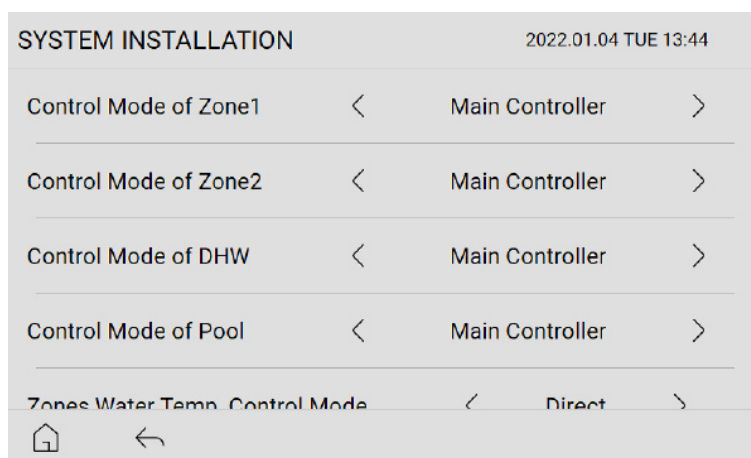 SYSTEM INSTALLATION 2022.01.04 TUE 13:44
Control Mode of Zone1 < Main Controller >
Control Mode of Zone2 < Main Controller >
Control Mode of DHW < Main Controller >
Control Mode of Pool < Main Controller >
Zones Water Temp. Control Mode < Direct >